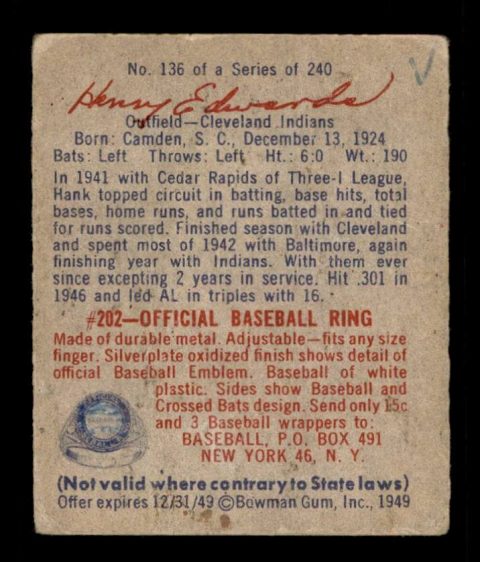 No. 136 of a Series of 240
Henry Edwards
Outfield—Cleveland Indians
Born: Camden, S. C., December 13, 1924
Bats: Left Throws: Left Ht.: 6:0 Wt.: 190
In 1941 with Cedar Rapids of Three-I League,
Hank topped circuit in batting, base hits, total
bases, home runs, and runs batted in and tied
for runs scored. Finished season with Cleveland
and spent most of 1942 with Baltimore, again
finishing year with Indians. With them ever
since excepting 2 years in service. Hit .301 in
1946 and led AL in triples with 16.
#202—OFFICIAL BASEBALL RING
Made of durable metal. Adjustable—fits any size
finger. Silverplate oxidized finish shows detail of
official Baseball Emblem. Baseball of white
plastic. Sides show Baseball and
Crossed Bats design. Send only 15c
and 3 Baseball wrappers to:
BASEBALL, P.O. BOX 491
NEW YORK 46, N. Y.
(Not valid where contrary to State laws)
Offer expires 12/31/49 ©Bowman Gum, Inc., 1949